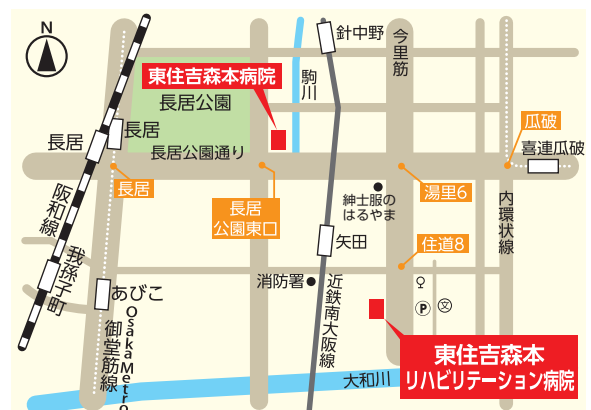 N
針中野
今里筋
駒川
東住吉森本病院
長居公園
長居
長居
長居公園通り
瓜破
喜連瓜破
長居
長居
公園東口
紳士服の
はるやま
湯里6
阪和線
内環状線
矢田
住道8
我孫子町
消防署
あびこ
近鉄南大阪線
Osaka Metro
御堂筋線
P
文
東住吉森本
リハビリテーション病院
大和川